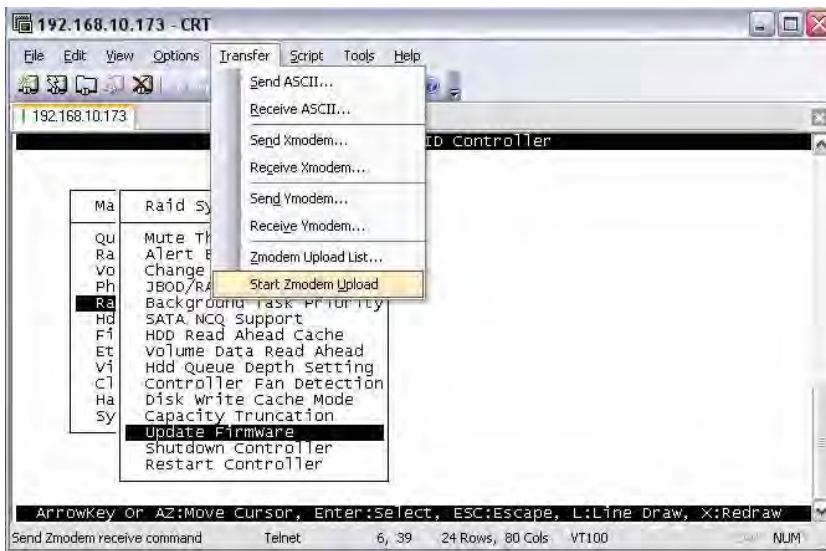 192.168.10.173 - CRT
File Edit View Options Transfer Script Tools Help
192.168.10.173
Send ASCII...
Receive ASCII...
Send Xmodem...
Receive Xmodem...
Send Ymodem...
Receive Ymodem...
Zmodem Upload List...
Start Zmodem Upload
ID Controller
Ma
Qu
Ra
Vo
Ph
Ra
Hd
Fi
Et
Vi
Cl
Ha
Sy
Raid Sy
Mute Th
Alert B
Change
JBOD/RA
Background Task Priority
SATA NCQ Support
HDD Read Ahead Cache
Volume Data Read Ahead
Hdd Queue Depth Setting
Controller Fan Detection
Disk Write Cache Mode
Capacity Truncation
Update FirmWare
Shutdown Controller
Restart Controller
ArrowKey Or AZ:Move Cursor, Enter:Select, ESC:Escape, L:Line Draw, X:Redraw
Send Zmodem receive command Telnet 6, 39 24 Rows, 80 Cols VT100 NUM